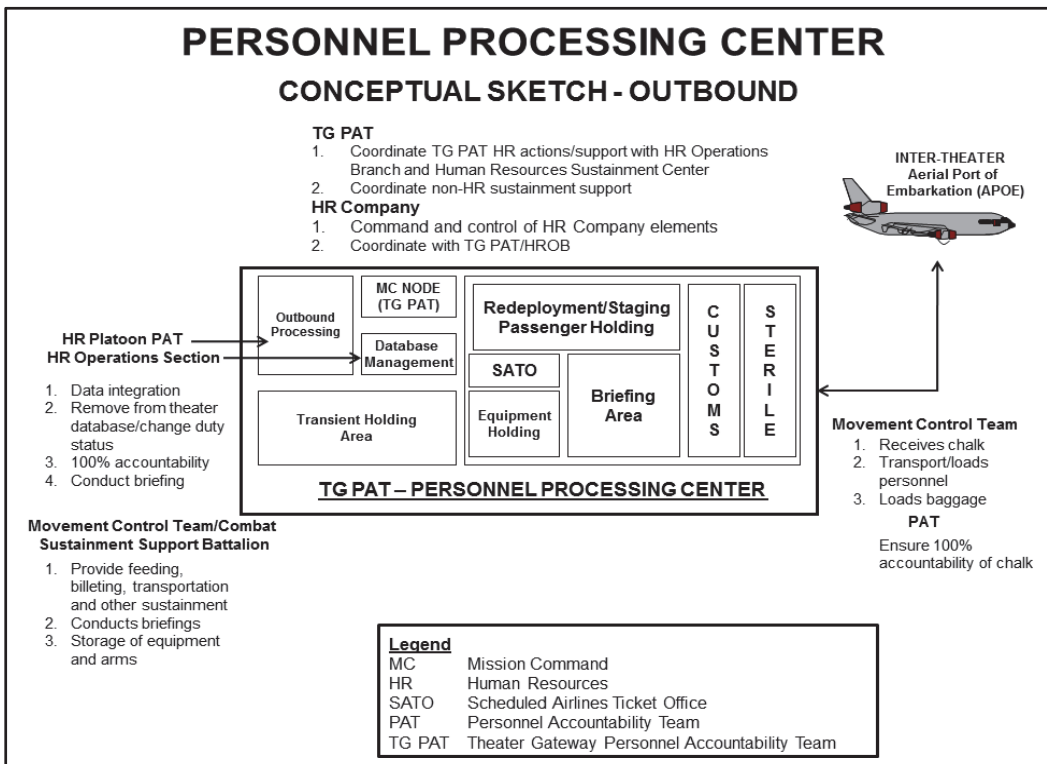 PERSONNEL PROCESSING CENTER
CONCEPTUAL SKETCH - OUTBOUND
TG PAT
1. Coordinate TG PAT HR actions/support with HR Operations
Branch and Human Resources Sustainment Center
2. Coordinate non-HR sustainment support
HR Company
1. Command and control of HR Company elements
2. Coordinate with TG PAT/HROB
INTER-THEATER
Aerial Port of
Embarkation (APOE)
HR Platoon PAT
HR Operations Section
1. Data integration
2. Remove from theater
database/change duty
status
3. 100% accountability
4. Conduct briefing
Movement Control Team/Combat
Sustainment Support Battalion
1. Provide feeding,
billeting, transportation
and other sustainment
2. Conducts briefings
3. Storage of equipment
and arms
Outbound
Processing
MC NODE
(TG PAT)
Database
Management
Transient Holding
Area
Redeployment/Staging
Passenger Holding
SATO
Equipment
Holding
Briefing
Area
CUSTOMS
STERILE
TG PAT – PERSONNEL PROCESSING CENTER
Movement Control Team
1. Receives chalk
2. Transport/loads
personnel
3. Loads baggage
PAT
Ensure 100%
accountability of chalk
Legend
MC Mission Command
HR Human Resources
SATO Scheduled Airlines Ticket Office
PAT Personnel Accountability Team
TG PAT Theater Gateway Personnel Accountability Team